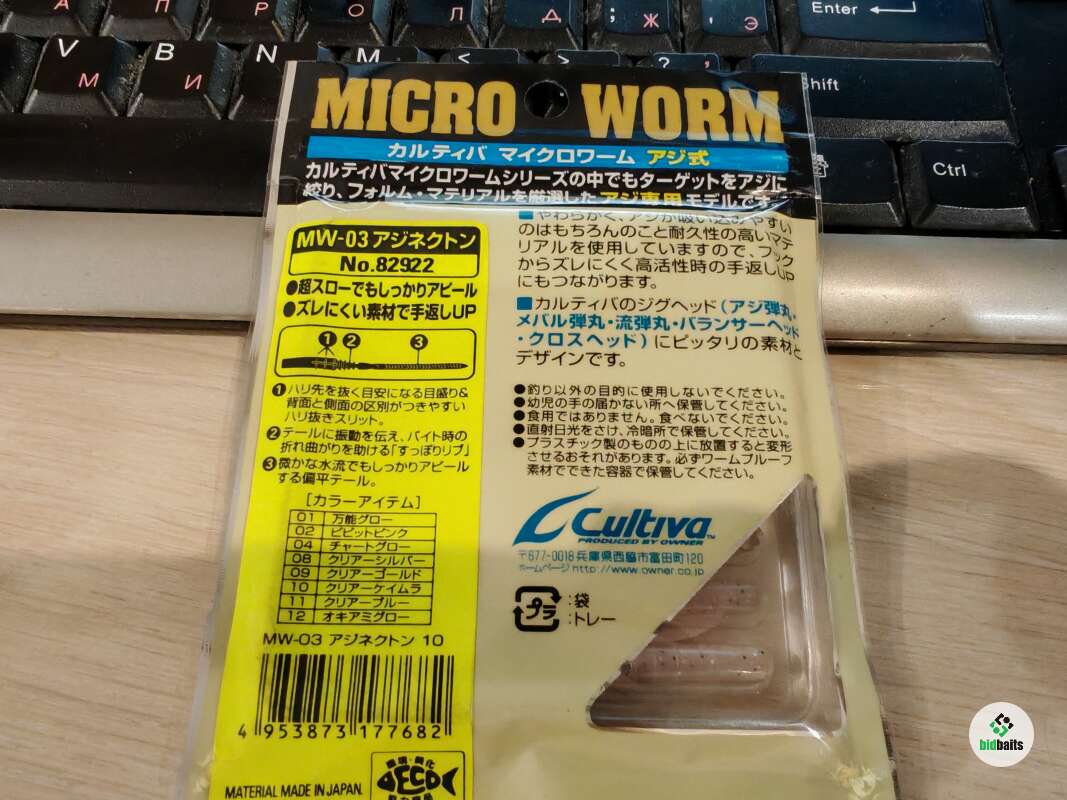 Л
Д
; Ж
' Э
Enter
V М
B И
N
M
<
>
?
Shift
Ctrl
MICRO WORM
カルティバ マイクロワーム アジ式
カルティバマイクロワームシリーズの中でもターゲットをアジに
絞り、フォルム・マテリアルを厳選したアジ専用モデルです
MW-03 アジネクトン
No.82922
●超スローでもしっかりアピール
●ズレにくい素材で手返しUP
❶ ❷ ❸
❶ハリ先を抜く目安になる目盛り&
背面と側面の区別がつきやすい
ハリ抜きスリット。
❷テールに振動を伝え、バイト時の
折れ曲がりを助ける「すっぽりリブ」
❸微かな水流でもしっかりアピール
する偏平テール。
[カラーアイテム]
01 万能グロー
02 ビビットピンク
04 チャートグロー
08 クリアーシルバー
09 クリアーゴールド
10 クリアーケイムラ
11 クリアーブルー
12 オキアミグロー
MW-03 アジネクトン 10
4 953873 177682
MATERIAL MADE IN JAPAN.
ECO
■やわらかく、アジが吸い込みやすい
のはもちろんのこと耐久性の高いマテ
リアルを使用していますので、フック
からズレにくく高活性時の手返しUP
にもつながります。
■カルティバのジグヘッド(アジ弾丸・
メバル弾丸・流弾丸・バランサーヘッド
・クロスヘッド)にピッタリの素材と
デザインです。
●釣り以外の目的に使用しないでください。
●幼児の手の届かない所へ保管してください。
●食用ではありません。食べないでください。
●直射日光をさけ、冷暗所で保管してください。
●プラスチック製のものの上に放置すると変形
させるおそれがあります。必ずワームプルーフ
素材でできた容器で保管してください。
Cultiva™
PRODUCED BY OWNER
〒677-0018 兵庫県西脇市富田町120
ホームページ http://www.owner.co.jp
プラ
:袋
:トレー
bidbaits